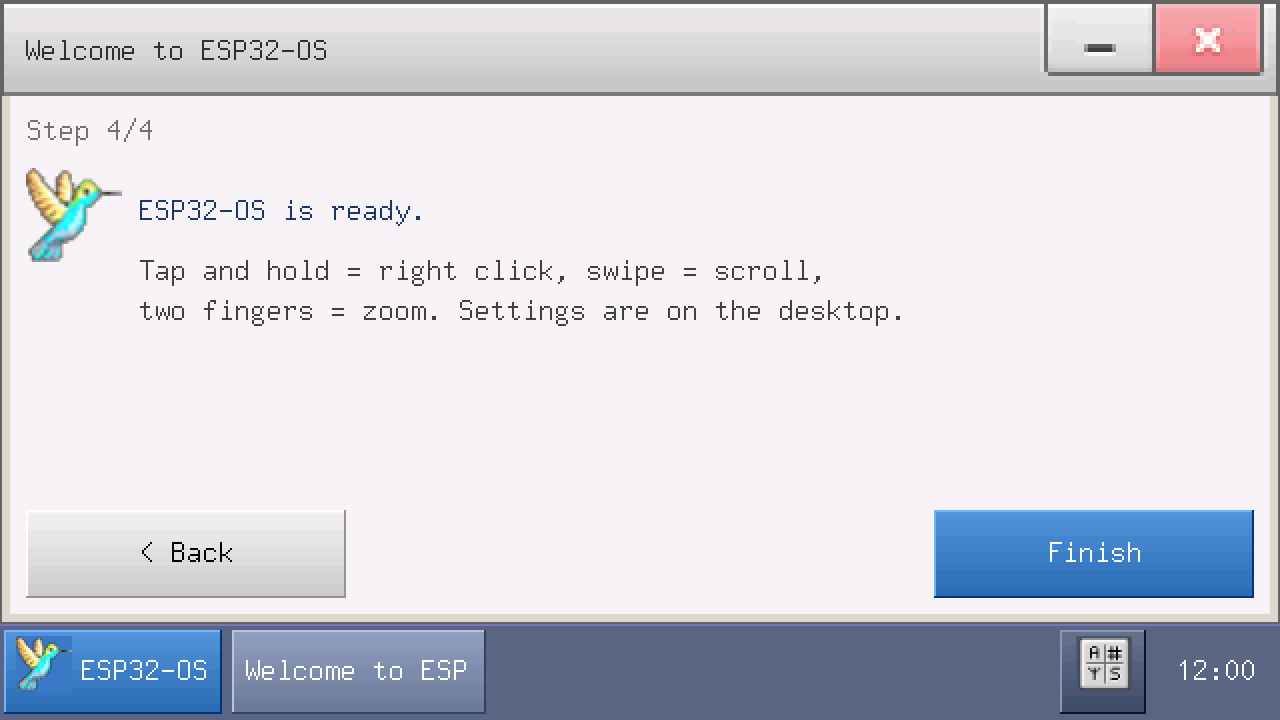 Welcome to ESP32-OS
Step 4/4
ESP32-OS is ready.
Tap and hold = right click, swipe = scroll,
two fingers = zoom. Settings are on the desktop.
< Back
Finish
ESP32-OS
Welcome to ESP
A#
YS
12:00